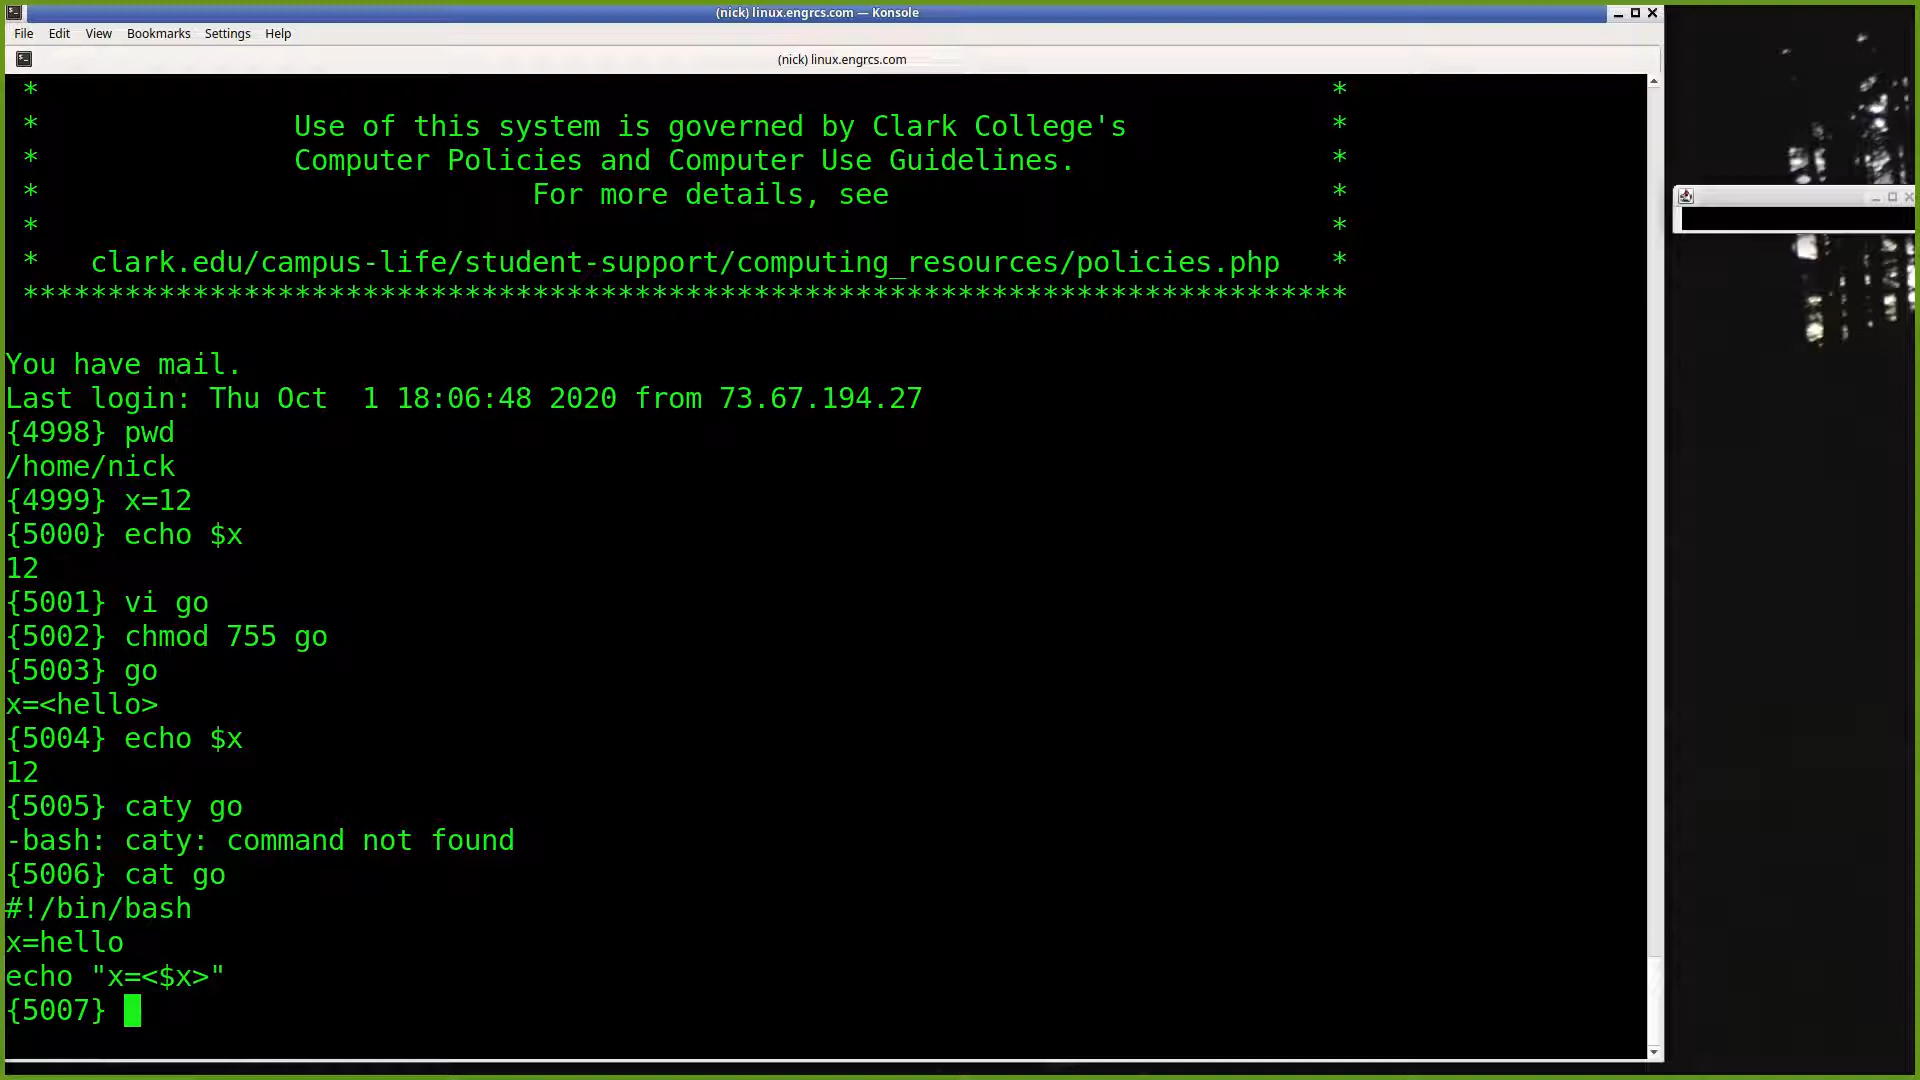 (nick) linux.engrcs.com — Konsole
File Edit View Bookmarks Settings Help
(nick) linux.engrcs.com
* *
* Use of this system is governed by Clark College's *
* Computer Policies and Computer Use Guidelines. *
* For more details, see *
* *
* clark.edu/campus-life/student-support/computing_resources/policies.php *
******************************************************************************
You have mail.
Last login: Thu Oct  1 18:06:48 2020 from 73.67.194.27
{4998} pwd
/home/nick
{4999} x=12
{5000} echo $x
12
{5001} vi go
{5002} chmod 755 go
{5003} go
x=<hello>
{5004} echo $x
12
{5005} caty go
-bash: caty: command not found
{5006} cat go
#!/bin/bash
x=hello
echo "x=<$x>"
{5007}